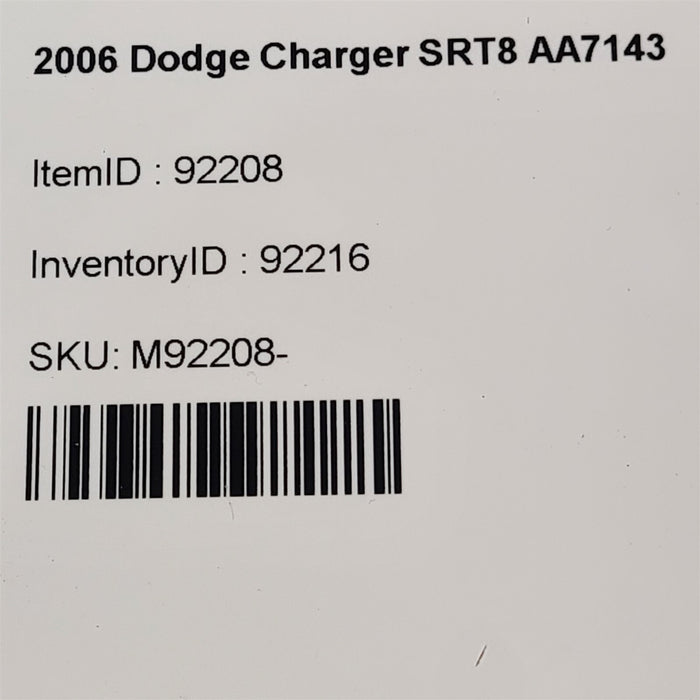 2006 Dodge Charger SRT8 AA7143
ItemID : 92208
InventoryID : 92216
SKU: M92208-